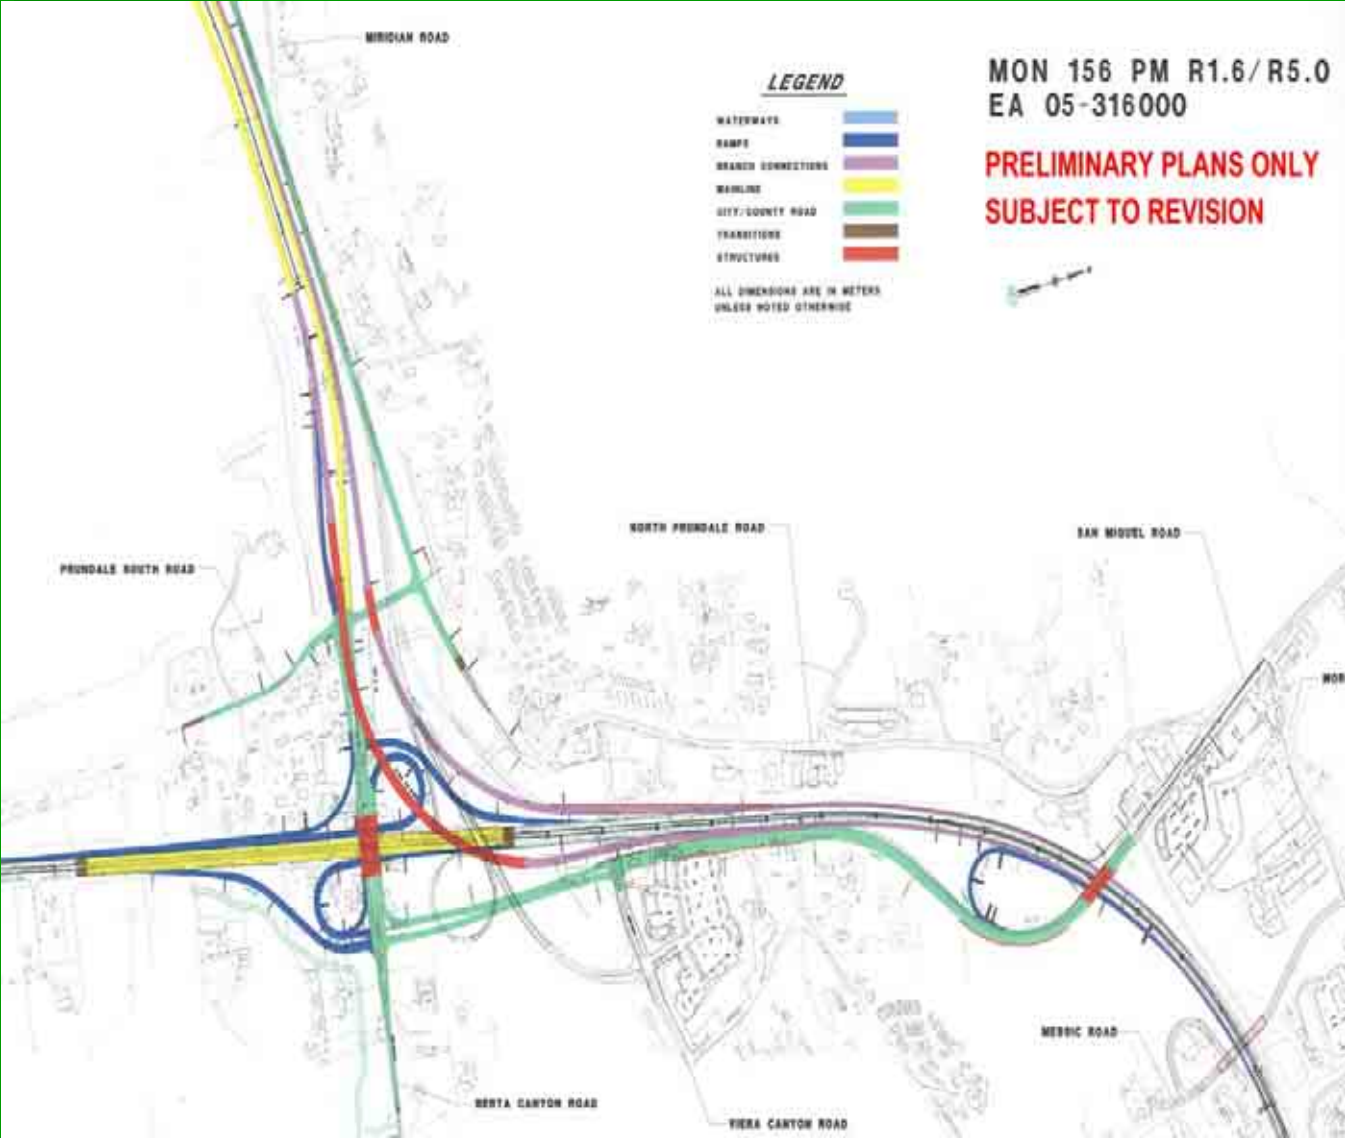 MIRIDIAN ROAD
LEGEND
WATERWAYS
RAMPS
BRANCH CONNECTIONS
MAINLINE
CITY/COUNTY ROAD
TRANSITIONS
STRUCTURES
ALL DIMENSIONS ARE IN METERS
UNLESS NOTED OTHERWISE
MON 156 PM R1.6/R5.0
EA 05-316000
PRELIMINARY PLANS ONLY
SUBJECT TO REVISION
NORTH PRUNDALE ROAD
SAN MIGUEL ROAD
PRUNDALE SOUTH ROAD
MOR
MESSIC ROAD
BERTA CANYON ROAD
VIERA CANYON ROAD